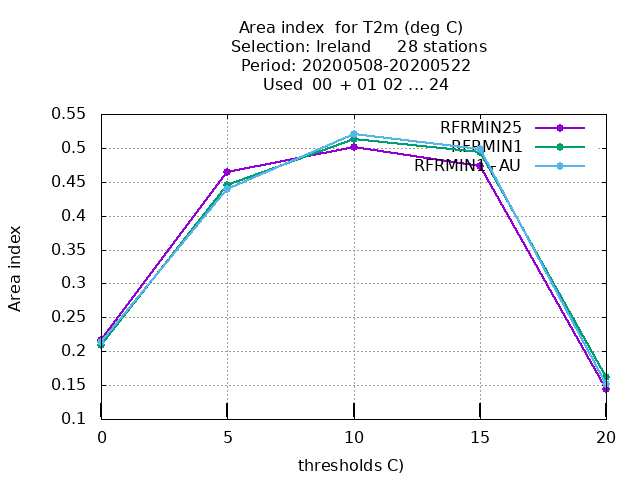 Area index  for T2m (deg C)
Selection: Ireland     28 stations
Period: 20200508-20200522
Used  00 + 01 02 ... 24
RFRMIN25
RFRMIN1
RFRMIN1-AU
0.55
0.5
0.45
0.4
0.35
0.3
0.25
0.2
0.15
0.1
Area index
0 5 10 15 20
thresholds C)